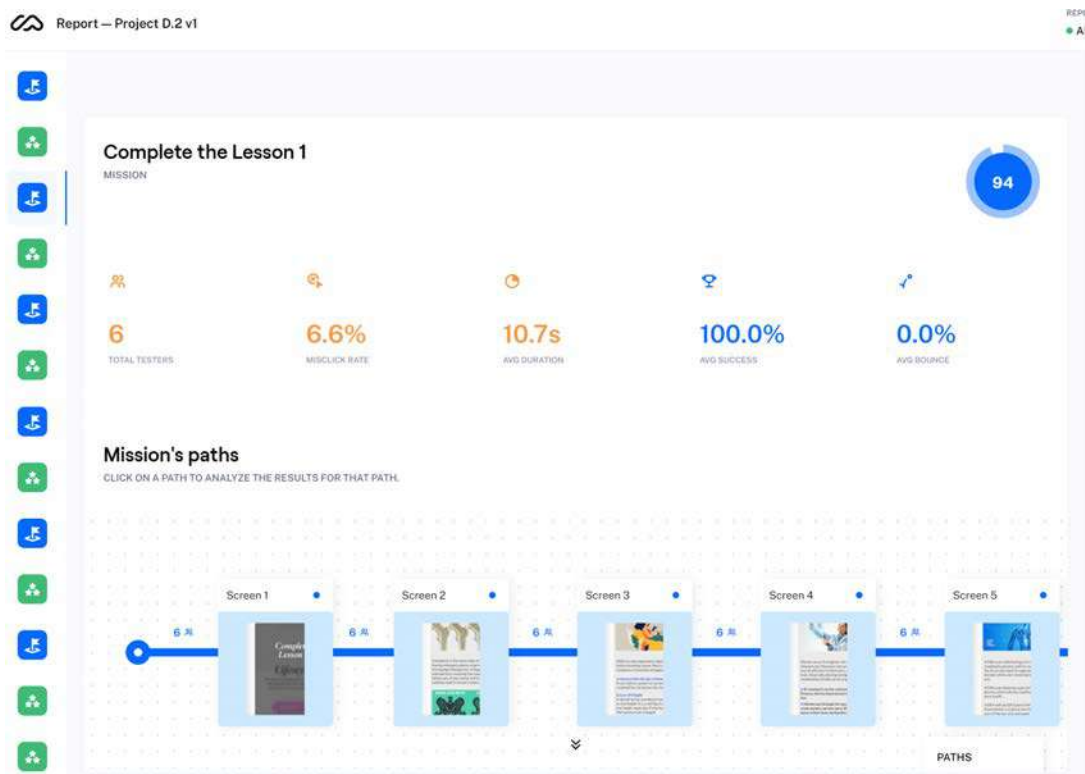 Report — Project D.2 v1
REPO
Complete the Lesson 1
MISSION
94
6
6.6%
10.7s
100.0%
0.0%
TOTAL TESTERS
MISCLICK RATE
AVG DURATION
AVG SUCCESS
AVG BOUNCE
Mission's paths
CLICK ON A PATH TO ANALYZE THE RESULTS FOR THAT PATH.
Screen 1
Screen 2
Screen 3
Screen 4
Screen 5
6
6
6
6
6
PATHS